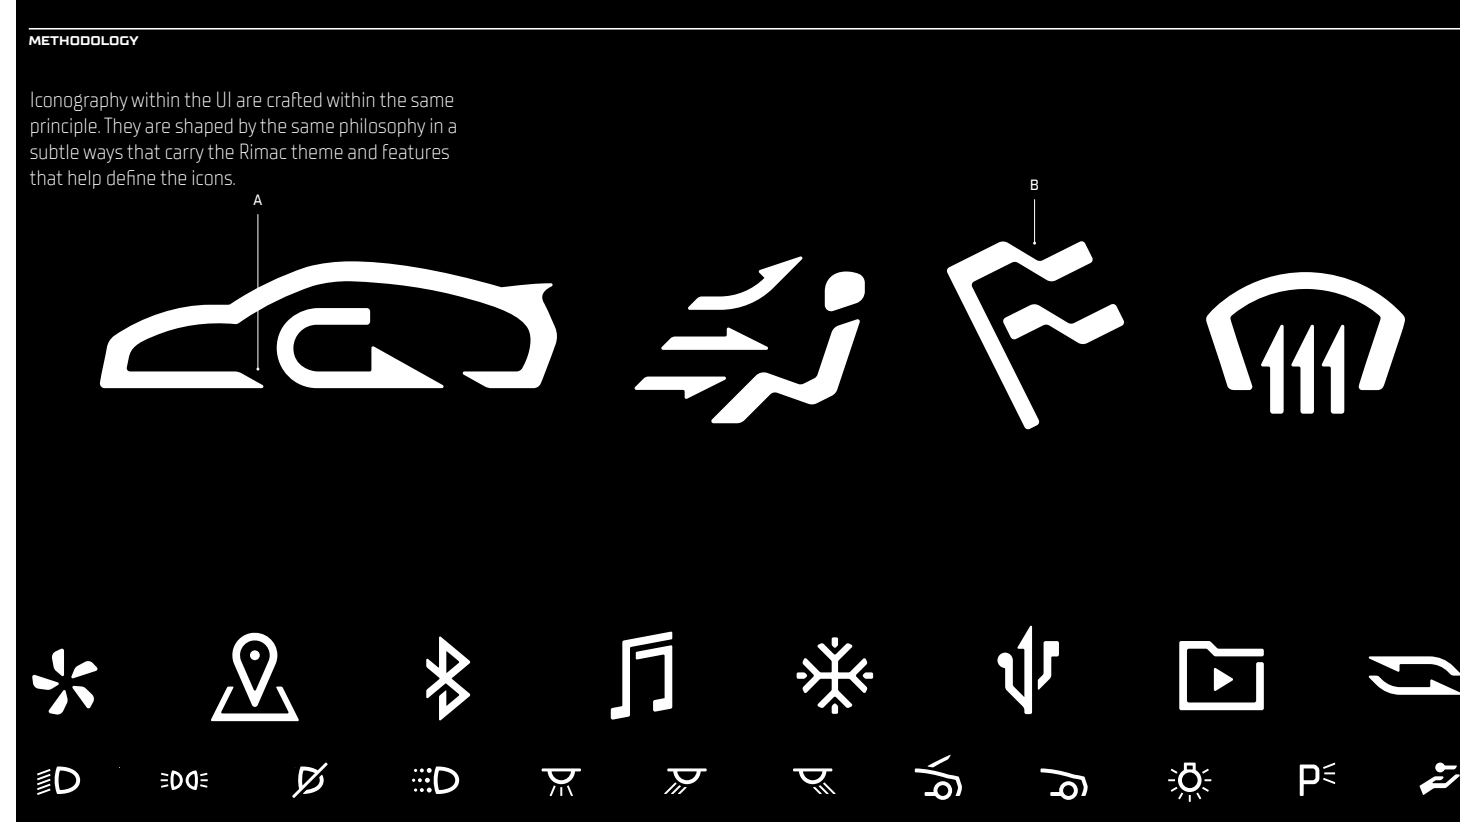 METHODOLOGY
Iconography within the UI are crafted within the same
principle. They are shaped by the same philosophy in a
subtle ways that carry the Rimac theme and features
that help define the icons.
A
B
P